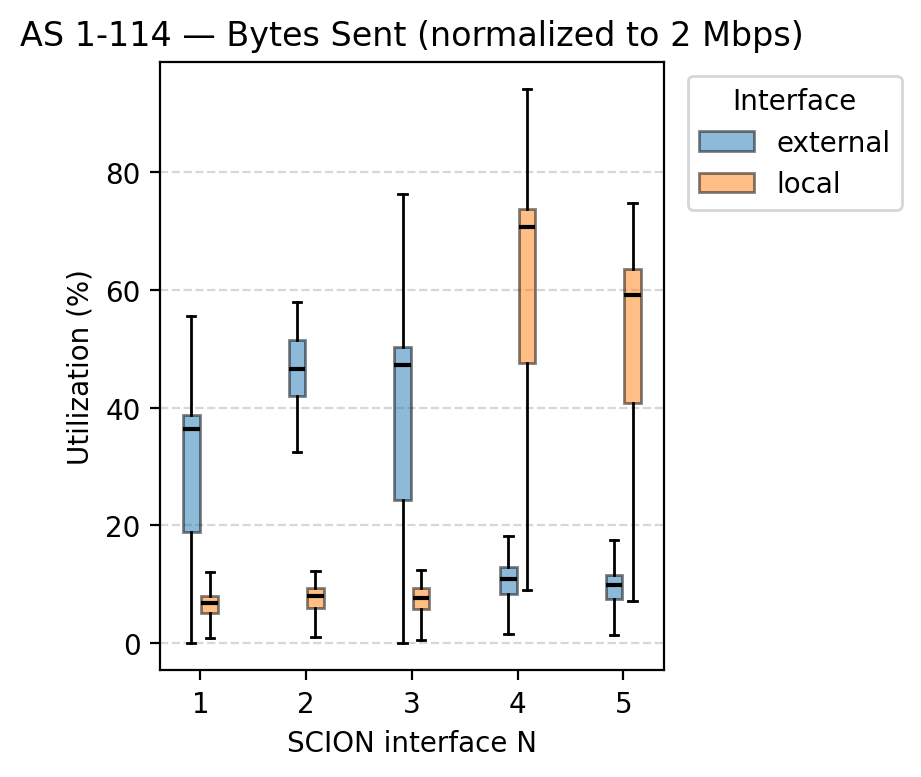 AS 1-114 — Bytes Sent (normalized to 2 Mbps)
Interface
external
local
Utilization (%)
80
60
40
20
0
1 2 3 4 5
SCION interface N